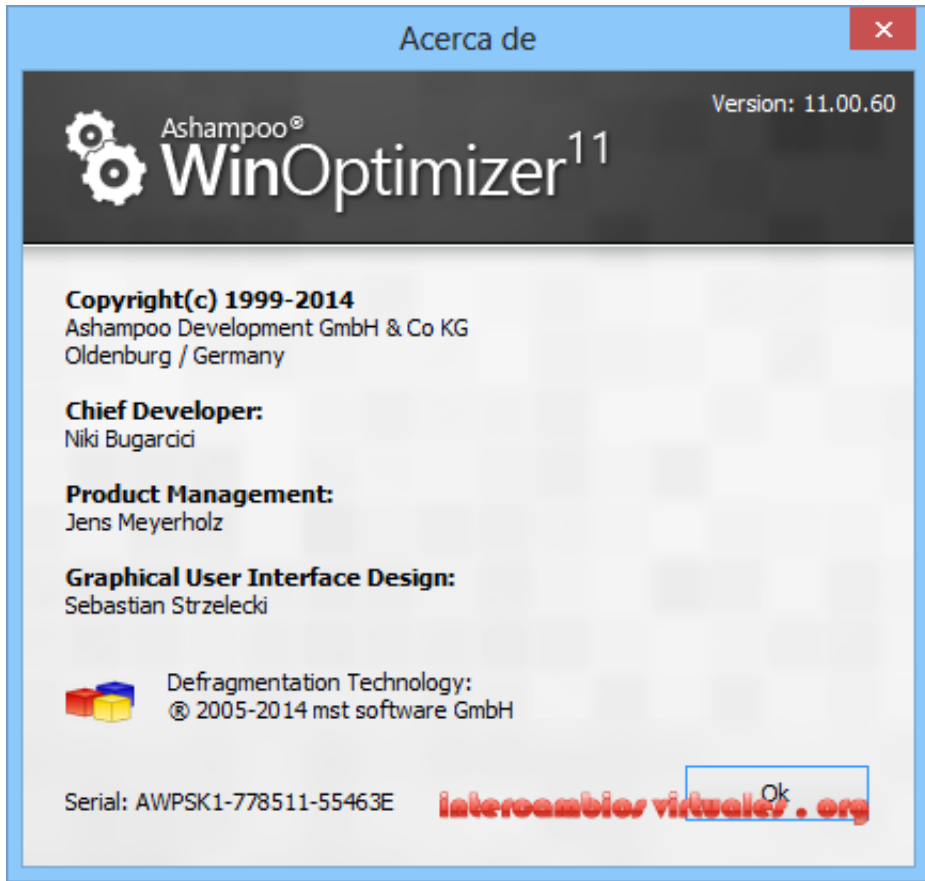 Acerca de
Version: 11.00.60
Ashampoo®
WinOptimizer 11
Copyright(c) 1999-2014
Ashampoo Development GmbH & Co KG
Oldenburg / Germany
Chief Developer:
Niki Bugarcici
Product Management:
Jens Meyerholz
Graphical User Interface Design:
Sebastian Strzelecki
Defragmentation Technology:
® 2005-2014 mst software GmbH
Serial: AWPSK1-778511-55463E
Ok
intercambios virtuales . org